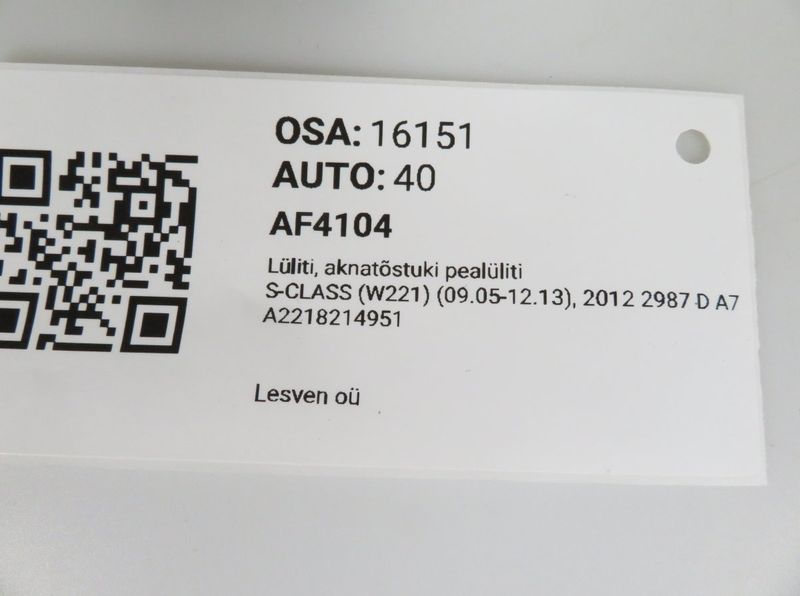 OSA: 16151
AUTO: 40
AF4104
Lüliti, aknatõstuki pealüliti
S-CLASS (W221) (09.05-12.13), 2012 2987 D A7
A2218214951
Lesven oü